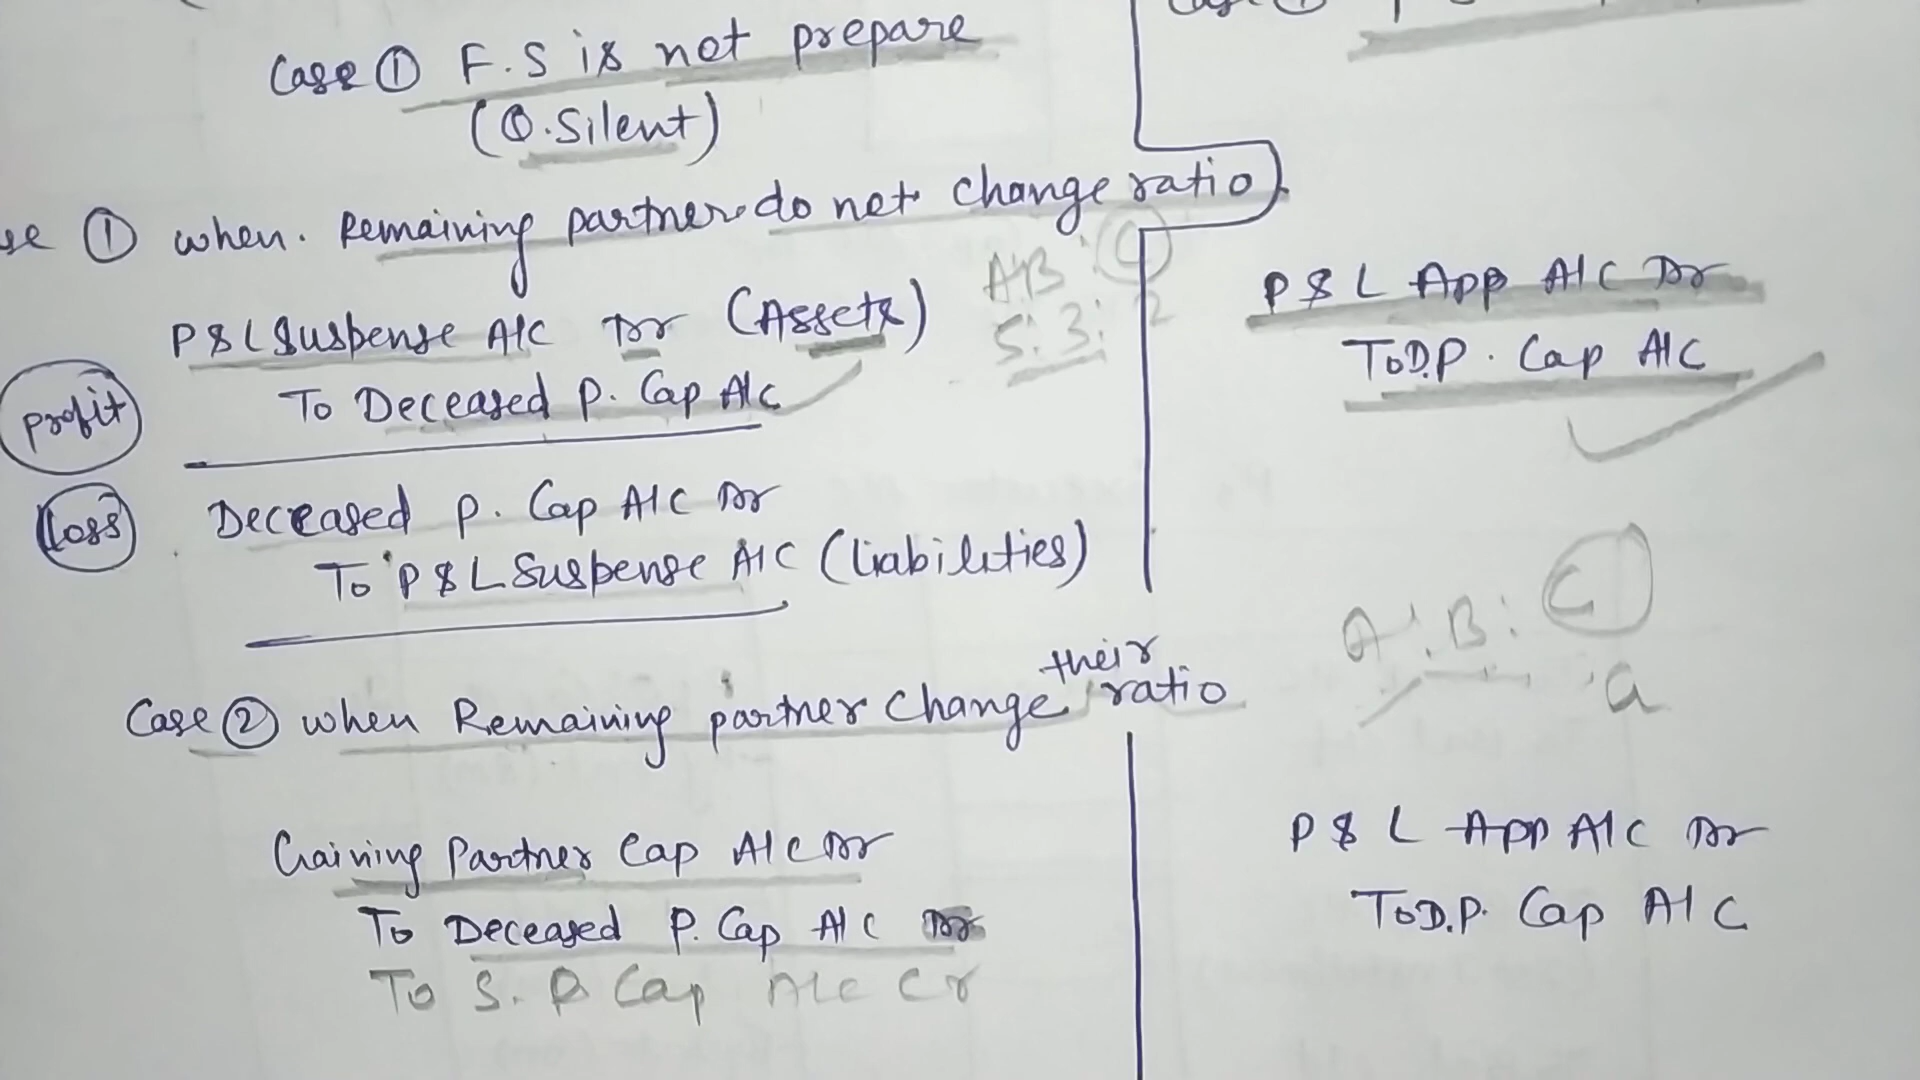 Case ① F.S is not prepare
(Q.Silent)
① when. Remaining partner do not change ratio)
A:B:C
5:3:2
P&L Suspense A/C Dr (Assets)
profit
To Deceased P. Cap A/C
loss
Deceased P. Cap A/C Dr
To P&L Suspense A/C (liabilities)
Case ② when Remaining partner change their ratio
Gaining Partner Cap A/C Dr
To Deceased P. Cap A/C Dr
To S. P Cap A/c Cr
P & L App A/C Dr
To D.P. Cap A/C
A:B:C
a
P & L App A/C Dr
To D.P. Cap A/C